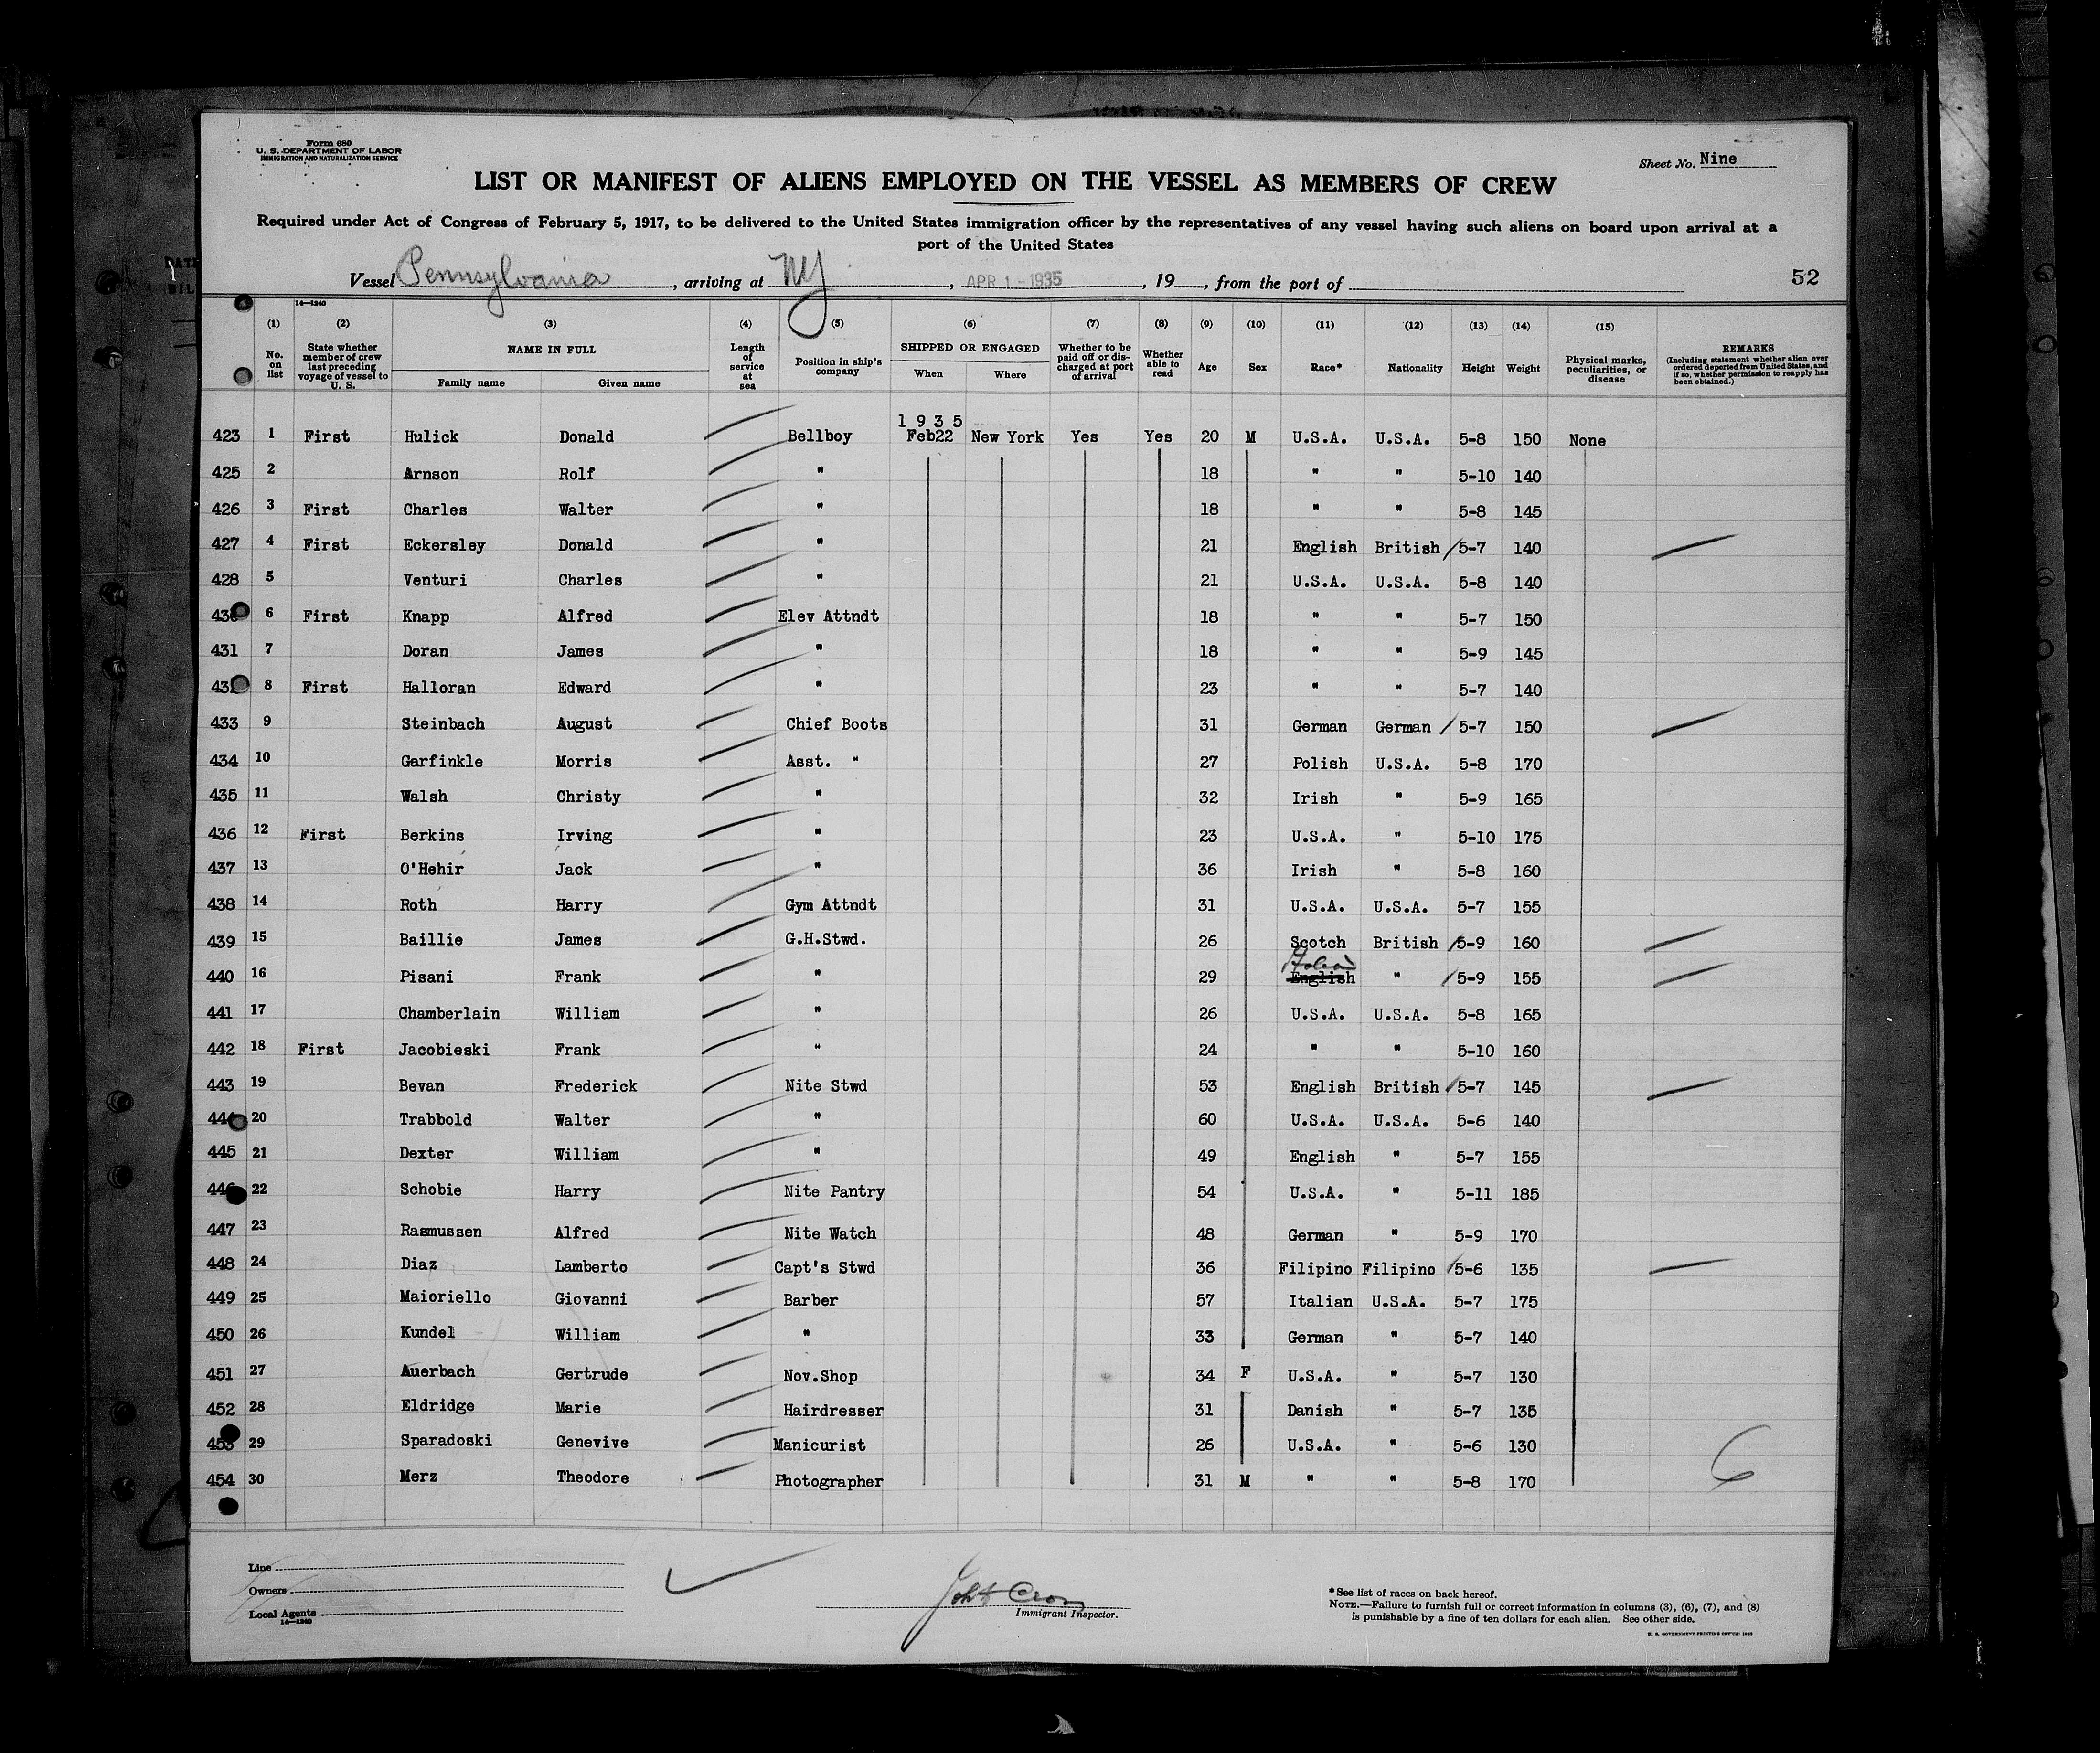 Form 680
U. S. DEPARTMENT OF LABOR
IMMIGRATION AND NATURALIZATION SERVICE
Sheet No. Nine
LIST OR MANIFEST OF ALIENS EMPLOYED ON THE VESSEL AS MEMBERS OF CREW
Required under Act of Congress of February 5, 1917, to be delivered to the United States immigration officer by the representatives of any vessel having such aliens on board upon arrival at a
port of the United States
Vessel Pennsylvania, arriving at NY, APR 1 - 1935, 19, from the port of
52
14—1240
(1) (2) (3) (4) (5) (6) (7) (8) (9) (10) (11) (12) (13) (14) (15)
No. on list
State whether member of crew last preceding voyage of vessel to U. S.
NAME IN FULL
Family name Given name
Length of service at sea
Position in ship's company
SHIPPED OR ENGAGED
When Where
Whether to be paid off or discharged at port of arrival
Whether able to read
Age Sex Race* Nationality Height Weight
Physical marks, peculiarities, or disease
REMARKS
(Including statement whether alien ever ordered deported from United States, and if so, whether permission to reapply has been obtained.)
1935
423 1 First Hulick Donald Bellboy Feb22 New York Yes Yes 20 M U.S.A. U.S.A. 5-8 150 None
425 2 Arnson Rolf " 18 " " 5-10 140
426 3 First Charles Walter " 18 " " 5-8 145
427 4 First Eckersley Donald " 21 English British 5-7 140
428 5 Venturi Charles " 21 U.S.A. U.S.A. 5-8 140
6 First Knapp Alfred Elev Attndt 18 " " 5-7 150
431 7 Doran James " 18 " " 5-9 145
8 First Halloran Edward " 23 " " 5-7 140
433 9 Steinbach August Chief Boots 31 German German 5-7 150
434 10 Garfinkle Morris Asst. " 27 Polish U.S.A. 5-8 170
435 11 Walsh Christy " 32 Irish " 5-9 165
436 12 First Berkins Irving " 23 U.S.A. " 5-10 175
437 13 O'Hehir Jack " 36 Irish " 5-8 160
438 14 Roth Harry Gym Attndt 31 U.S.A. U.S.A. 5-7 155
439 15 Baillie James G.H.Stwd. 26 Scotch British 5-9 160
440 16 Pisani Frank " 29 English " 5-9 155
441 17 Chamberlain William " 26 U.S.A. U.S.A. 5-8 165
442 18 First Jacobieski Frank " 24 " " 5-10 160
443 19 Bevan Frederick Nite Stwd 53 English British 5-7 145
444 20 Trabbold Walter " 60 U.S.A. U.S.A. 5-6 140
445 21 Dexter William " 49 English " 5-7 155
446 22 Schobie Harry Nite Pantry 54 U.S.A. " 5-11 185
447 23 Rasmussen Alfred Nite Watch 48 German " 5-9 170
448 24 Diaz Lamberto Capt's Stwd 36 Filipino Filipino 5-6 135
449 25 Maioriello Giovanni Barber 57 Italian U.S.A. 5-7 175
450 26 Kundel William " 33 German " 5-7 140
451 27 Auerbach Gertrude Nov.Shop 34 F U.S.A. " 5-7 130
452 28 Eldridge Marie Hairdresser 31 Danish " 5-7 135
453 29 Sparadoski Genevive Manicurist 26 U.S.A. " 5-6 130
454 30 Merz Theodore Photographer 31 M " " 5-8 170
6
Line
Owners
Local Agents
14—1240
Immigrant Inspector.
*See list of races on back hereof.
NOTE.—Failure to furnish full or correct information in columns (3), (6), (7), and (8)
is punishable by a fine of ten dollars for each alien. See other side.